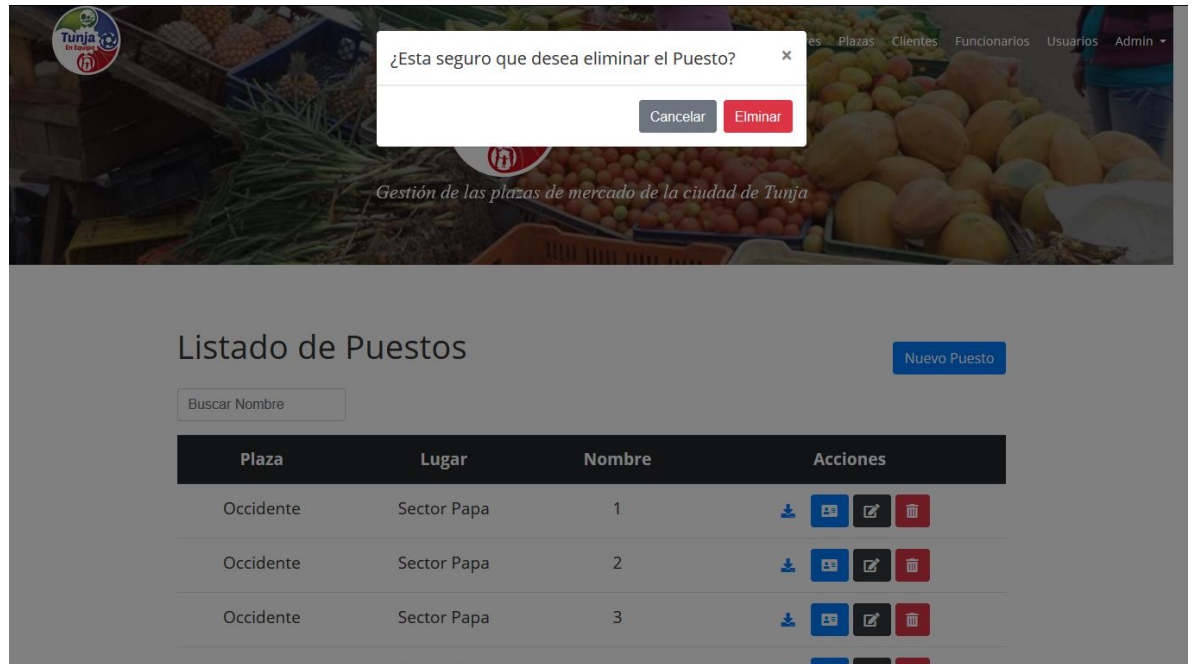 Tunja
En Equipo
¿Esta seguro que desea eliminar el Puesto? ×
Cancelar Elminar
Plazas Clientes Funcionarios Usuarios Admin
Gestión de las plazas de mercado de la ciudad de Tunja
Listado de Puestos
Nuevo Puesto
Buscar Nombre
Plaza Lugar Nombre Acciones
Occidente Sector Papa 1
Occidente Sector Papa 2
Occidente Sector Papa 3